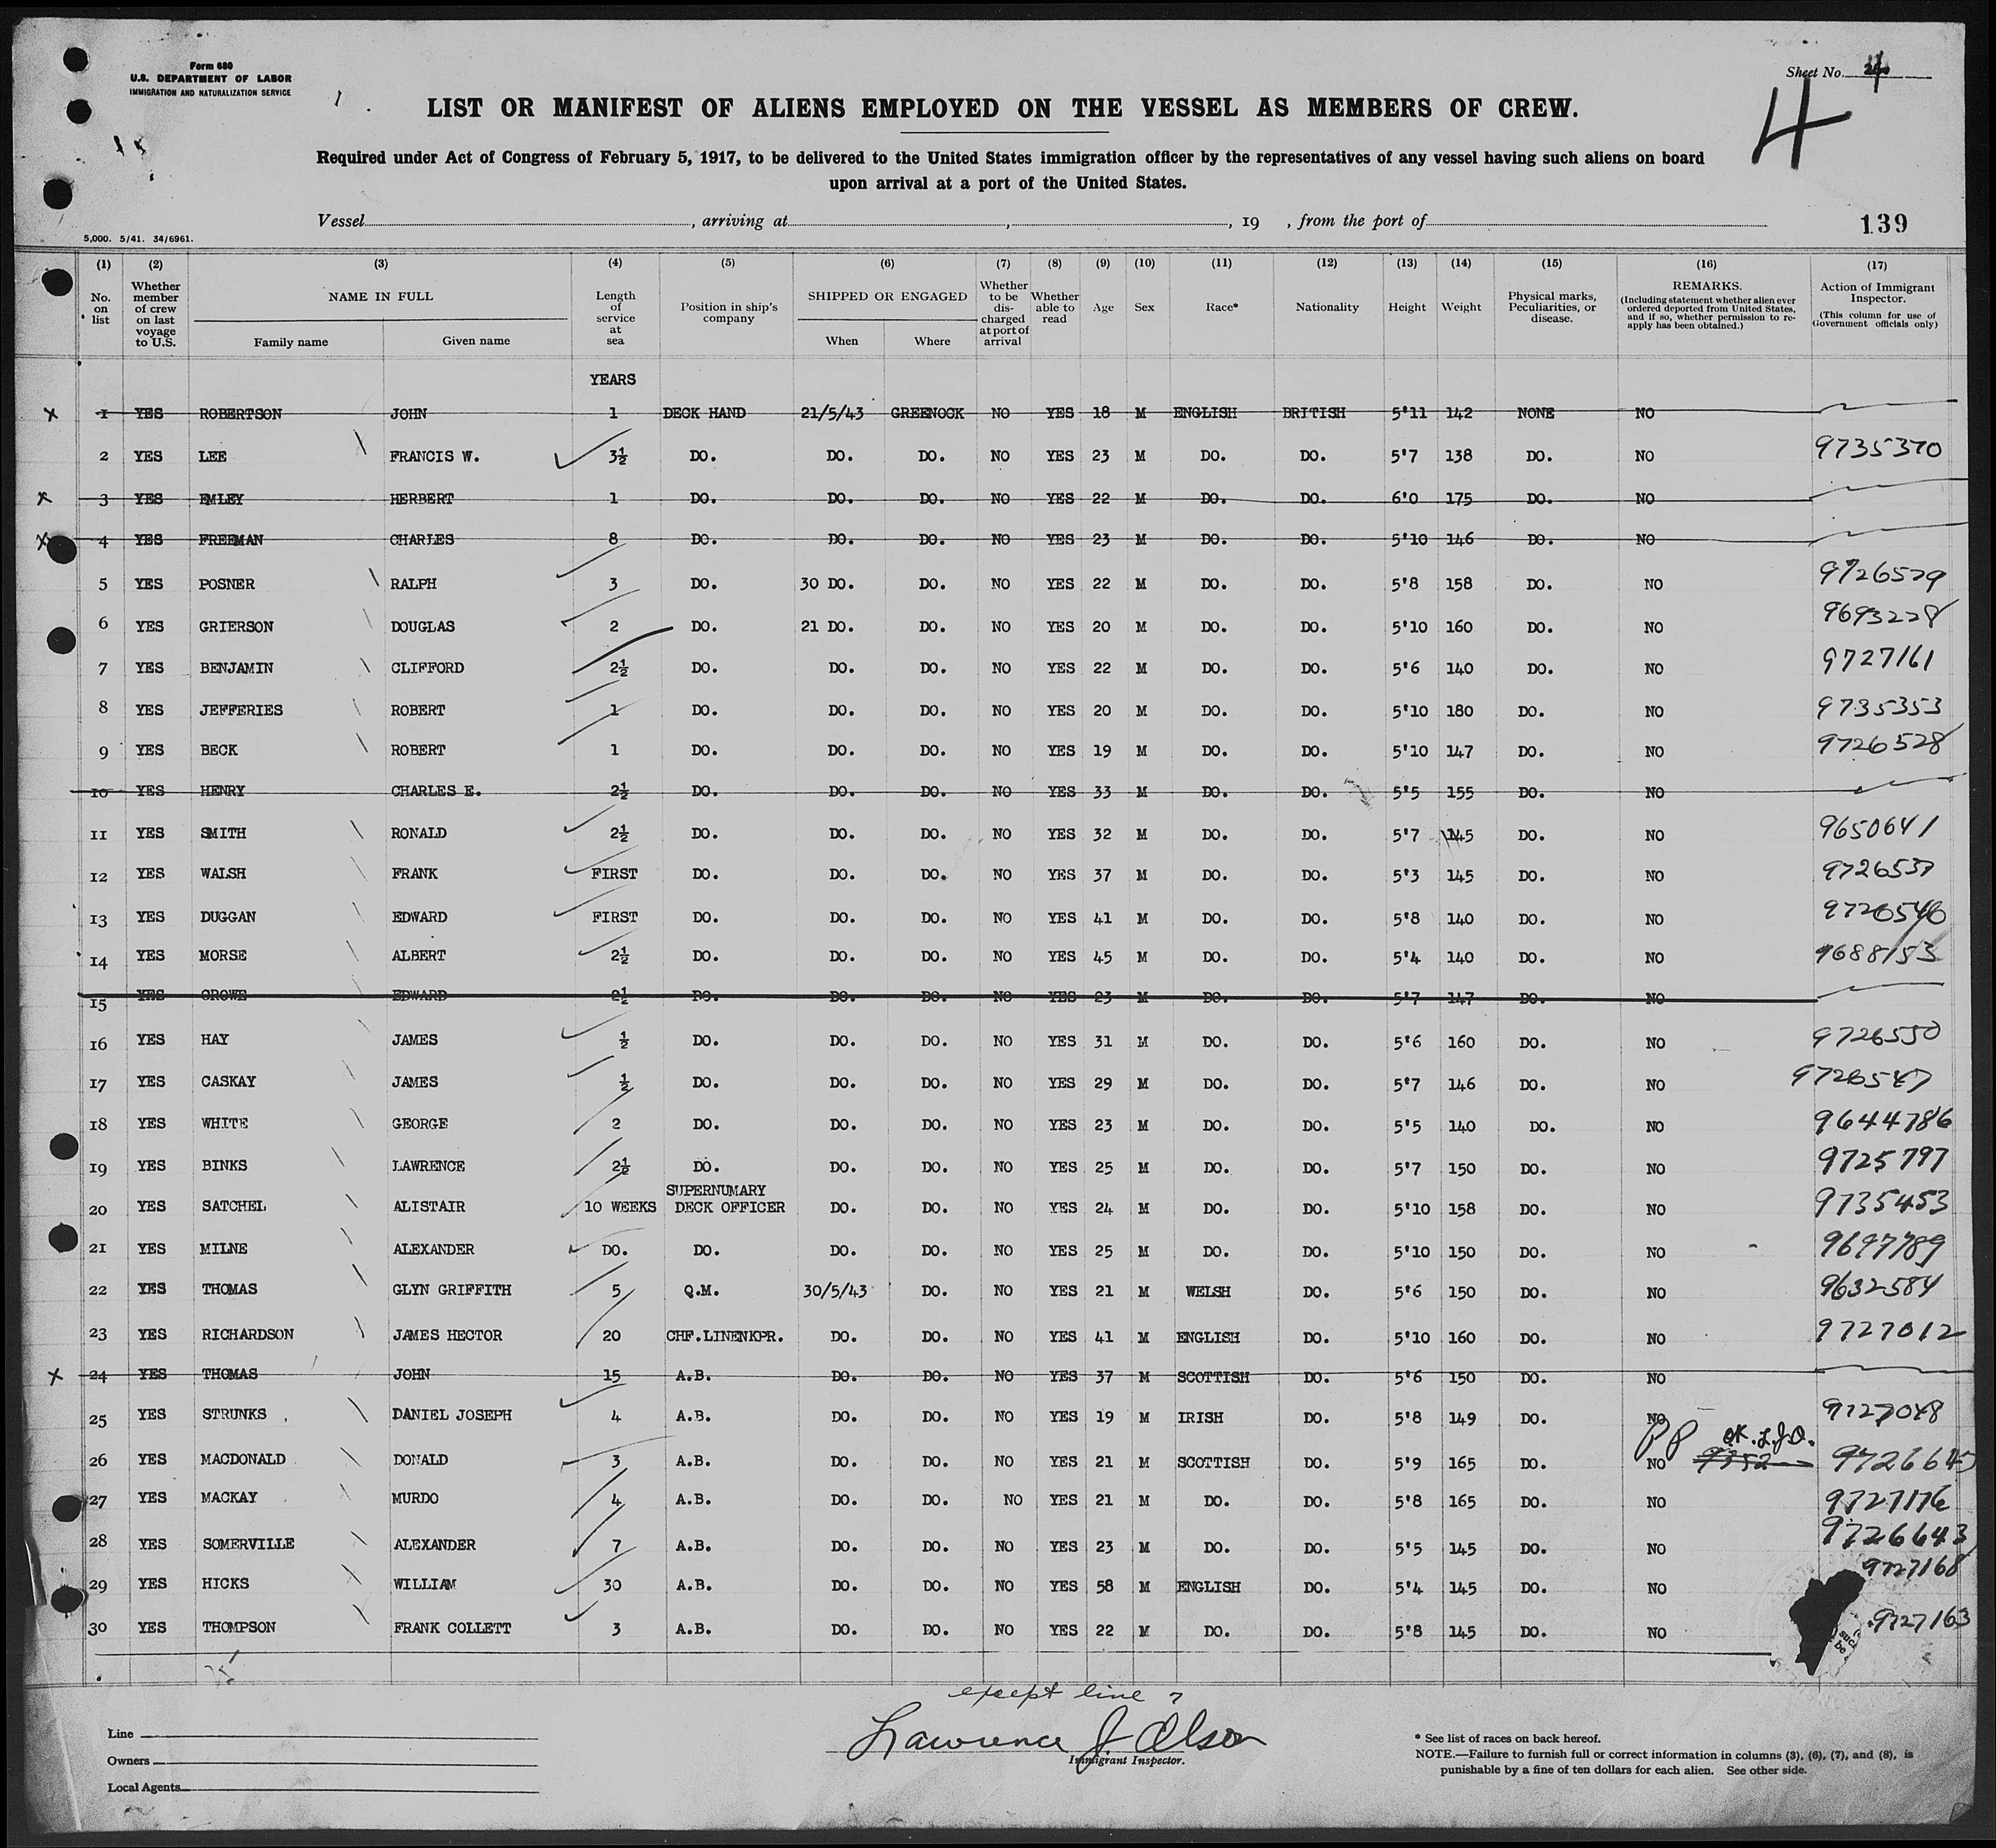 Form 680
U.S. DEPARTMENT OF LABOR
IMMIGRATION AND NATURALIZATION SERVICE
Sheet No. 4
4
LIST OR MANIFEST OF ALIENS EMPLOYED ON THE VESSEL AS MEMBERS OF CREW.
Required under Act of Congress of February 5, 1917, to be delivered to the United States immigration officer by the representatives of any vessel having such aliens on board
upon arrival at a port of the United States.
Vessel , arriving at , , 19 , from the port of
139
5,000. 5/41. 34/6961.
(1) (2) (3) (4) (5) (6) (7) (8) (9) (10) (11) (12) (13) (14) (15) (16) (17)
No. on list
Whether member of crew on last voyage to U.S.
NAME IN FULL
Family name Given name
Length of service at sea
Position in ship's company
SHIPPED OR ENGAGED
When Where
Whether to be discharged at port of arrival
Whether able to read
Age Sex Race* Nationality Height Weight
Physical marks, Peculiarities, or disease.
REMARKS.
(Including statement whether alien ever ordered deported from United States, and if so, whether permission to reapply has been obtained.)
Action of Immigrant Inspector.
(This column for use of Government officials only)
YEARS
x 1 YES ROBERTSON JOHN 1 DECK HAND 21/5/43 GREENOCK NO YES 18 M ENGLISH BRITISH 5'11 142 NONE NO
2 YES LEE FRANCIS W. 3½ DO. DO. DO. NO YES 23 M DO. DO. 5'7 138 DO. NO 9735370
x 3 YES EMLEY HERBERT 1 DO. DO. DO. NO YES 22 M DO. DO. 6'0 175 DO. NO
x 4 YES FREEMAN CHARLES 8 DO. DO. DO. NO YES 23 M DO. DO. 5'10 146 DO. NO
5 YES POSNER RALPH 3 DO. 30 DO. DO. NO YES 22 M DO. DO. 5'8 158 DO. NO 9726529
6 YES GRIERSON DOUGLAS 2 DO. 21 DO. DO. NO YES 20 M DO. DO. 5'10 160 DO. NO 9693228
7 YES BENJAMIN CLIFFORD 2½ DO. DO. DO. NO YES 22 M DO. DO. 5'6 140 DO. NO 9727161
8 YES JEFFERIES ROBERT 1 DO. DO. DO. NO YES 20 M DO. DO. 5'10 180 DO. NO 9735353
9 YES BECK ROBERT 1 DO. DO. DO. NO YES 19 M DO. DO. 5'10 147 DO. NO 9726528
10 YES HENRY CHARLES E. 2½ DO. DO. DO. NO YES 33 M DO. DO. 5'5 155 DO. NO
11 YES SMITH RONALD 2½ DO. DO. DO. NO YES 32 M DO. DO. 5'7 145 DO. NO 9650641
12 YES WALSH FRANK FIRST DO. DO. DO. NO YES 37 M DO. DO. 5'3 145 DO. NO 9726537
13 YES DUGGAN EDWARD FIRST DO. DO. DO. NO YES 41 M DO. DO. 5'8 140 DO. NO 9726546
14 YES MORSE ALBERT 2½ DO. DO. DO. NO YES 45 M DO. DO. 5'4 140 DO. NO 9688153
15 YES CROWE EDWARD 2½ DO. DO. DO. NO YES 23 M DO. DO. 5'7 147 DO. NO
16 YES HAY JAMES ½ DO. DO. DO. NO YES 31 M DO. DO. 5'6 160 DO. NO 9726550
17 YES CASKAY JAMES ½ DO. DO. DO. NO YES 29 M DO. DO. 5'7 146 DO. NO 9726547
18 YES WHITE GEORGE 2 DO. DO. DO. NO YES 23 M DO. DO. 5'5 140 DO. NO 9644786
19 YES BINKS LAWRENCE 2½ DO. DO. DO. NO YES 25 M DO. DO. 5'7 150 DO. NO 9725797
20 YES SATCHEL ALISTAIR 10 WEEKS SUPERNUMARY DECK OFFICER DO. DO. NO YES 24 M DO. DO. 5'10 158 DO. NO 9735453
21 YES MILNE ALEXANDER DO. DO. DO. DO. NO YES 25 M DO. DO. 5'10 150 DO. NO 9697789
22 YES THOMAS GLYN GRIFFITH 5 Q.M. 30/5/43 DO. NO YES 21 M WELSH DO. 5'6 150 DO. NO 9632584
23 YES RICHARDSON JAMES HECTOR 20 CHF.LINENKPR. DO. DO. NO YES 41 M ENGLISH DO. 5'10 160 DO. NO 9727012
x 24 YES THOMAS JOHN 15 A.B. DO. DO. NO YES 37 M SCOTTISH DO. 5'6 150 DO. NO
25 YES STRUNKS DANIEL JOSEPH 4 A.B. DO. DO. NO YES 19 M IRISH DO. 5'8 149 DO. NO 9727048
26 YES MACDONALD DONALD 3 A.B. DO. DO. NO YES 21 M SCOTTISH DO. 5'9 165 DO. NO PP OK. L.J.O. 9726645
27 YES MACKAY MURDO 4 A.B. DO. DO. NO YES 21 M DO. DO. 5'8 165 DO. NO 9727176
28 YES SOMERVILLE ALEXANDER 7 A.B. DO. DO. NO YES 23 M DO. DO. 5'5 145 DO. NO 9726643
29 YES HICKS WILLIAM 30 A.B. DO. DO. NO YES 58 M ENGLISH DO. 5'4 145 DO. NO 9727168
30 YES THOMPSON FRANK COLLETT 3 A.B. DO. DO. NO YES 22 M DO. DO. 5'8 145 DO. NO 9727163
except line 7
Lawrence J. Olson
Immigrant Inspector.
Line
Owners
Local Agents
* See list of races on back hereof.
NOTE.—Failure to furnish full or correct information in columns (3), (6), (7), and (8), is
punishable by a fine of ten dollars for each alien. See other side.